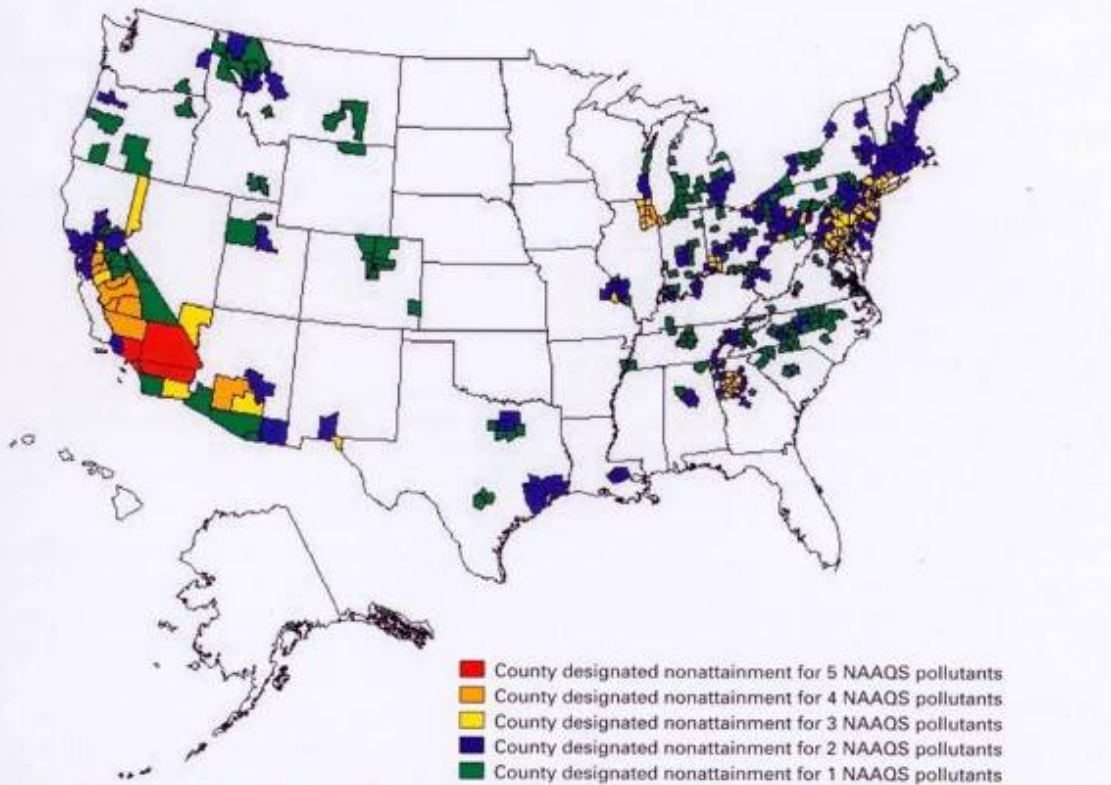 County designated nonattainment for 5 NAAQS pollutants
County designated nonattainment for 4 NAAQS pollutants
County designated nonattainment for 3 NAAQS pollutants
County designated nonattainment for 2 NAAQS pollutants
County designated nonattainment for 1 NAAQS pollutants